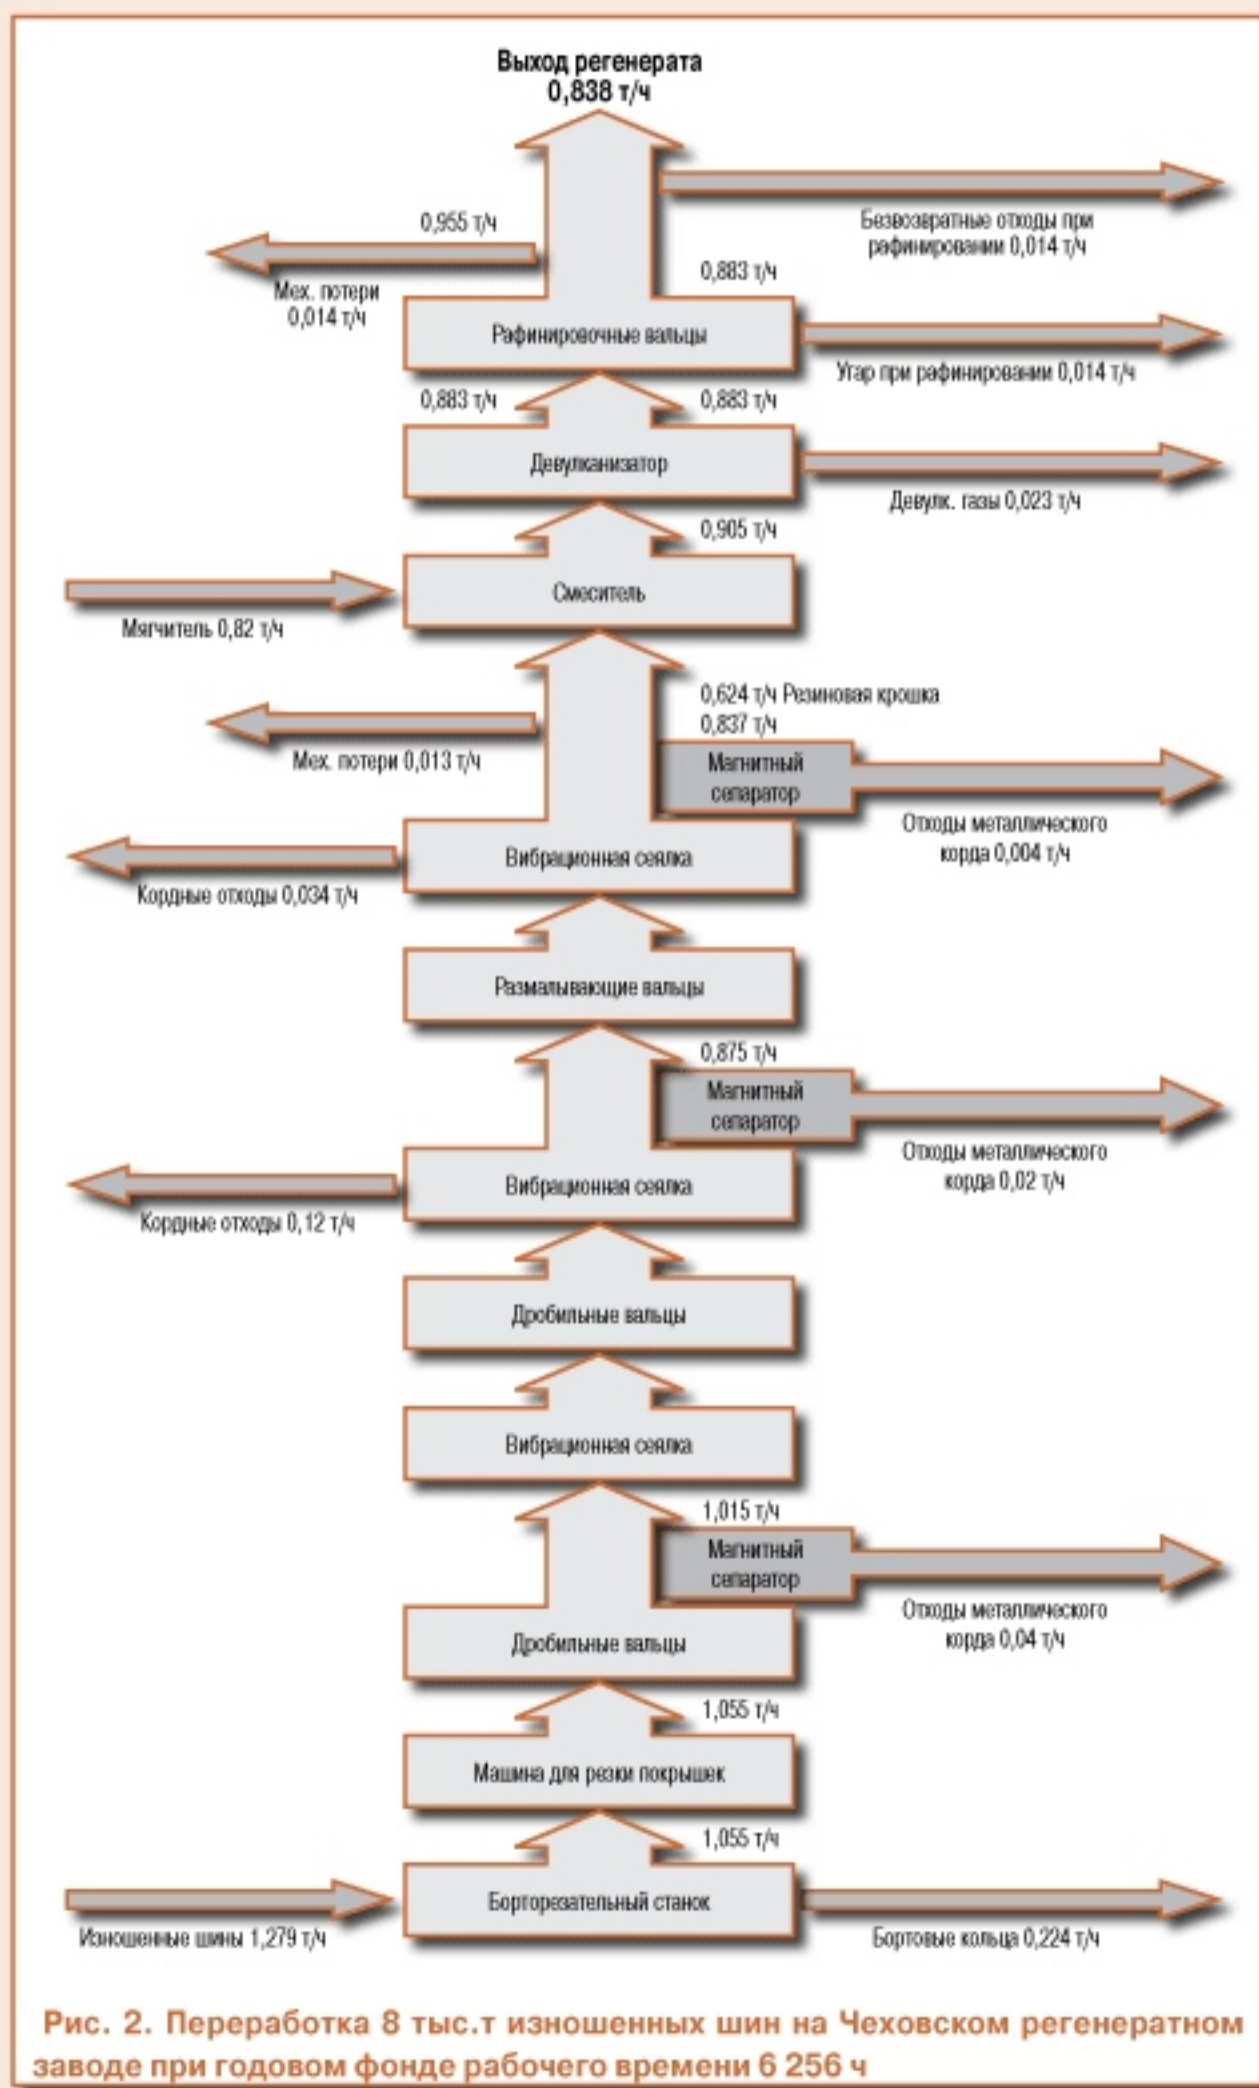 Выход регенерата
0,838 т/ч
0,955 т/ч
Безвозвратные отходы при
рафинировании 0,014 т/ч
Мех. потери
0,014 т/ч
0,883 т/ч
Рафинировочные вальцы
Угар при рафинировании 0,014 т/ч
0,883 т/ч
0,883 т/ч
Девулканизатор
Девулк. газы 0,023 т/ч
0,905 т/ч
Смеситель
Мягчитель 0,82 т/ч
0,624 т/ч Резиновая крошка
0,837 т/ч
Мех. потери 0,013 т/ч
Магнитный
сепаратор
Отходы металлического
корда 0,004 т/ч
Вибрационная сеялка
Кордные отходы 0,034 т/ч
Размалывающие вальцы
0,875 т/ч
Магнитный
сепаратор
Отходы металлического
корда 0,02 т/ч
Вибрационная сеялка
Кордные отходы 0,12 т/ч
Дробильные вальцы
Вибрационная сеялка
1,015 т/ч
Магнитный
сепаратор
Отходы металлического
корда 0,04 т/ч
Дробильные вальцы
1,055 т/ч
Машина для резки покрышек
1,055 т/ч
Борторезательный станок
Изношенные шины 1,279 т/ч
Бортовые кольца 0,224 т/ч
Рис. 2. Переработка 8 тыс.т изношенных шин на Чеховском регенератном
заводе при годовом фонде рабочего времени 6 256 ч